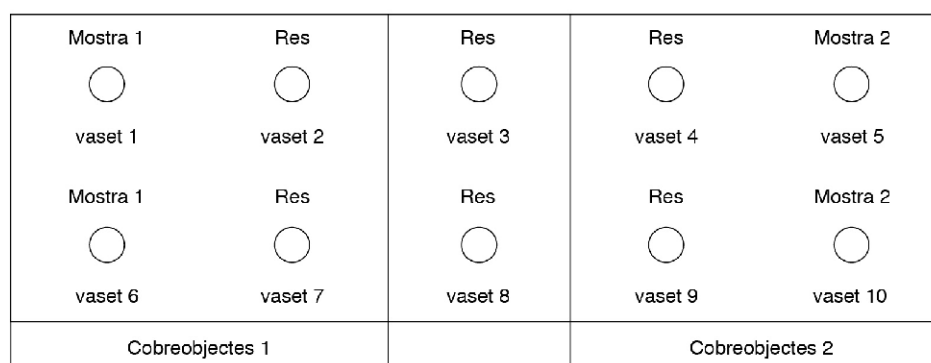 Mostra 1 Res Res Res Mostra 2
vaset 1 vaset 2 vaset 3 vaset 4 vaset 5
Mostra 1 Res Res Res Mostra 2
vaset 6 vaset 7 vaset 8 vaset 9 vaset 10
Cobreobjectes 1 Cobreobjectes 2